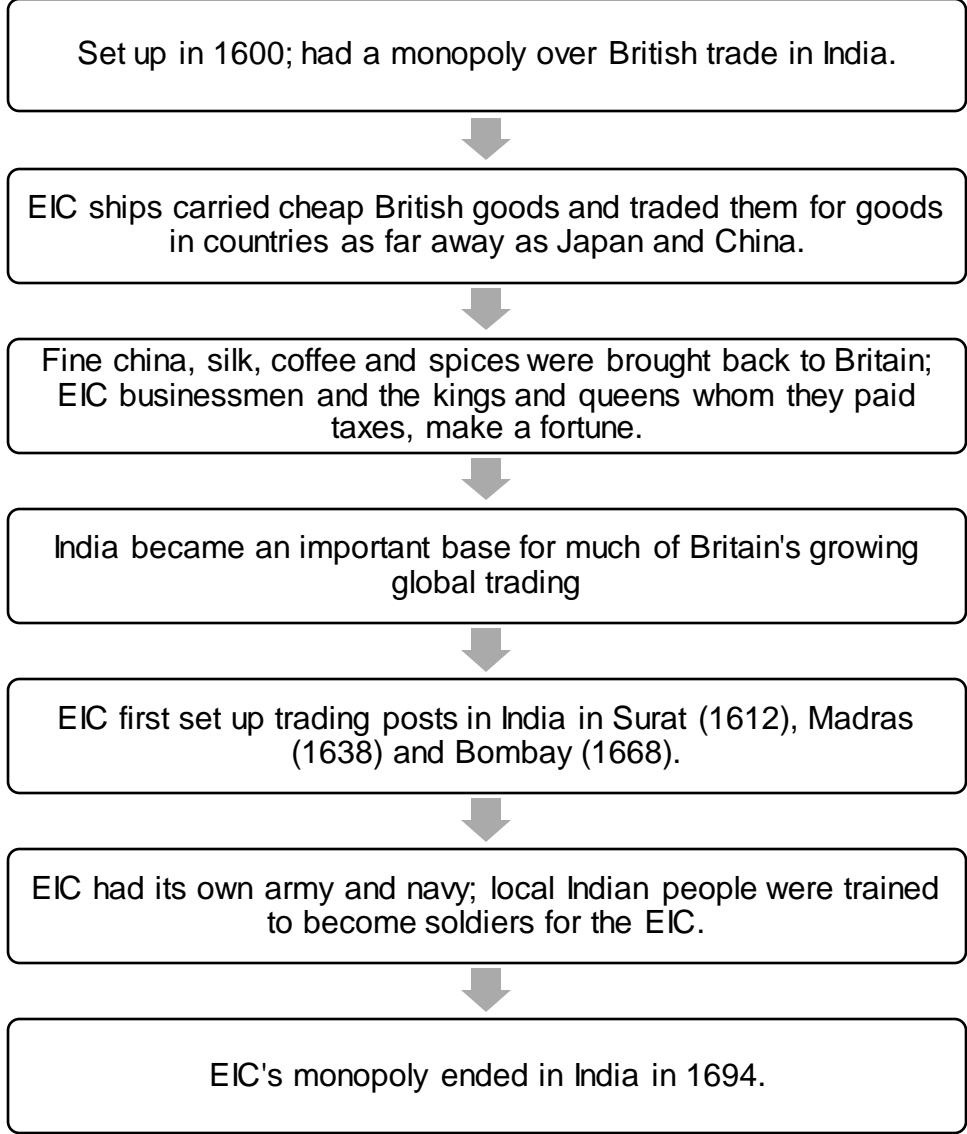 Set up in 1600; had a monopoly over British trade in India.
EIC ships carried cheap British goods and traded them for goods
in countries as far away as Japan and China.
Fine china, silk, coffee and spices were brought back to Britain;
EIC businessmen and the kings and queens whom they paid
taxes, make a fortune.
India became an important base for much of Britain's growing
global trading
EIC first set up trading posts in India in Surat (1612), Madras
(1638) and Bombay (1668).
EIC had its own army and navy; local Indian people were trained
to become soldiers for the EIC.
EIC's monopoly ended in India in 1694.